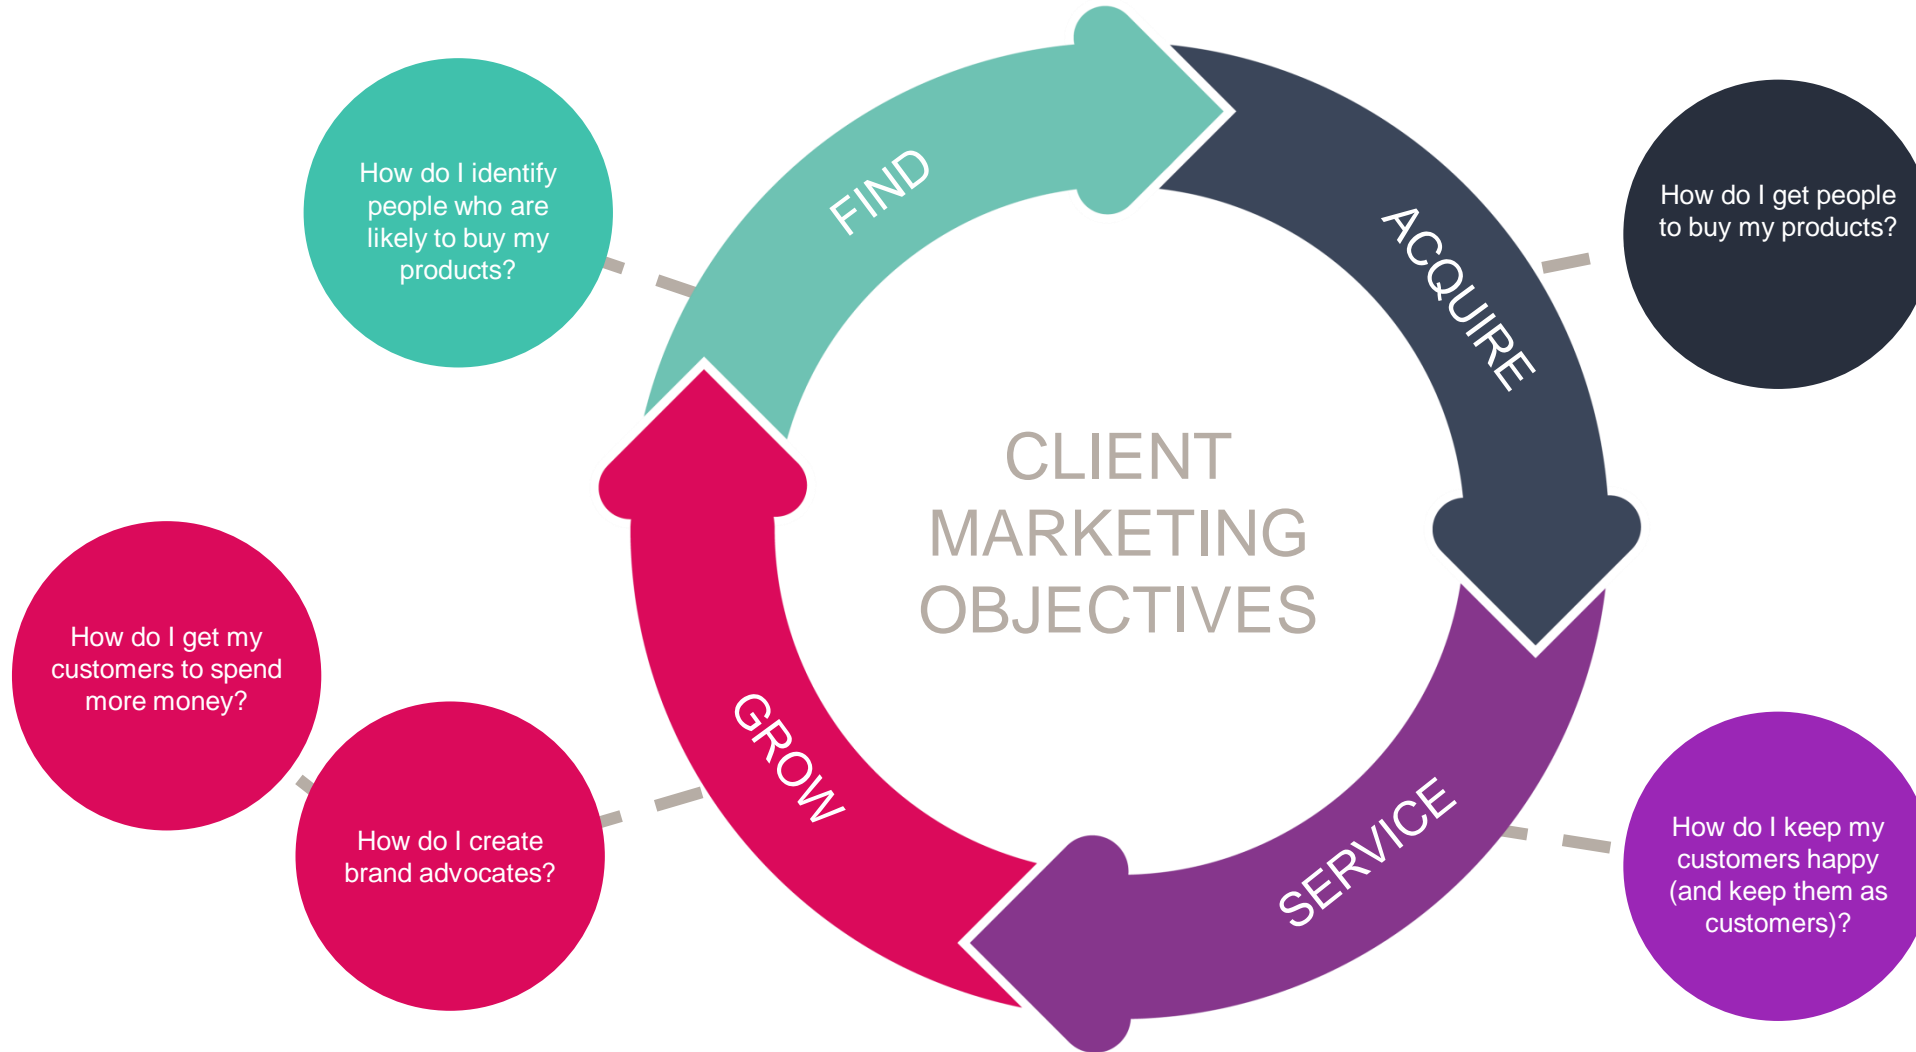 FIND
How do I identify
people who are
likely to buy my
products?
ACQUIRE
How do I get people
to buy my products?
CLIENT
MARKETING
OBJECTIVES
SERVICE
How do I keep my
customers happy
(and keep them as
customers)?
GROW
How do I get my
customers to spend
more money?
How do I create
brand advocates?